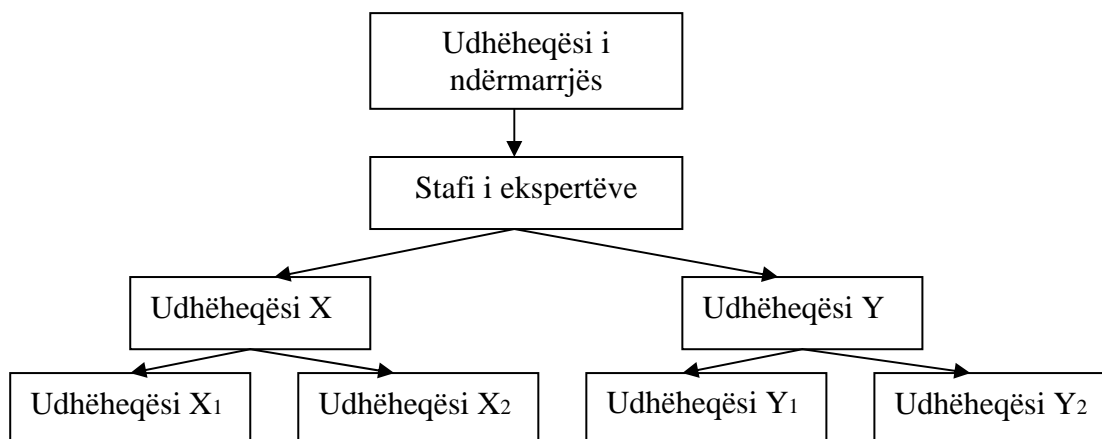 Udhëheqësi i
ndërmarrjës
Stafi i ekspertëve
Udhëheqësi X
Udhëheqësi Y
Udhëheqësi X1
Udhëheqësi X2
Udhëheqësi Y1
Udhëheqësi Y2